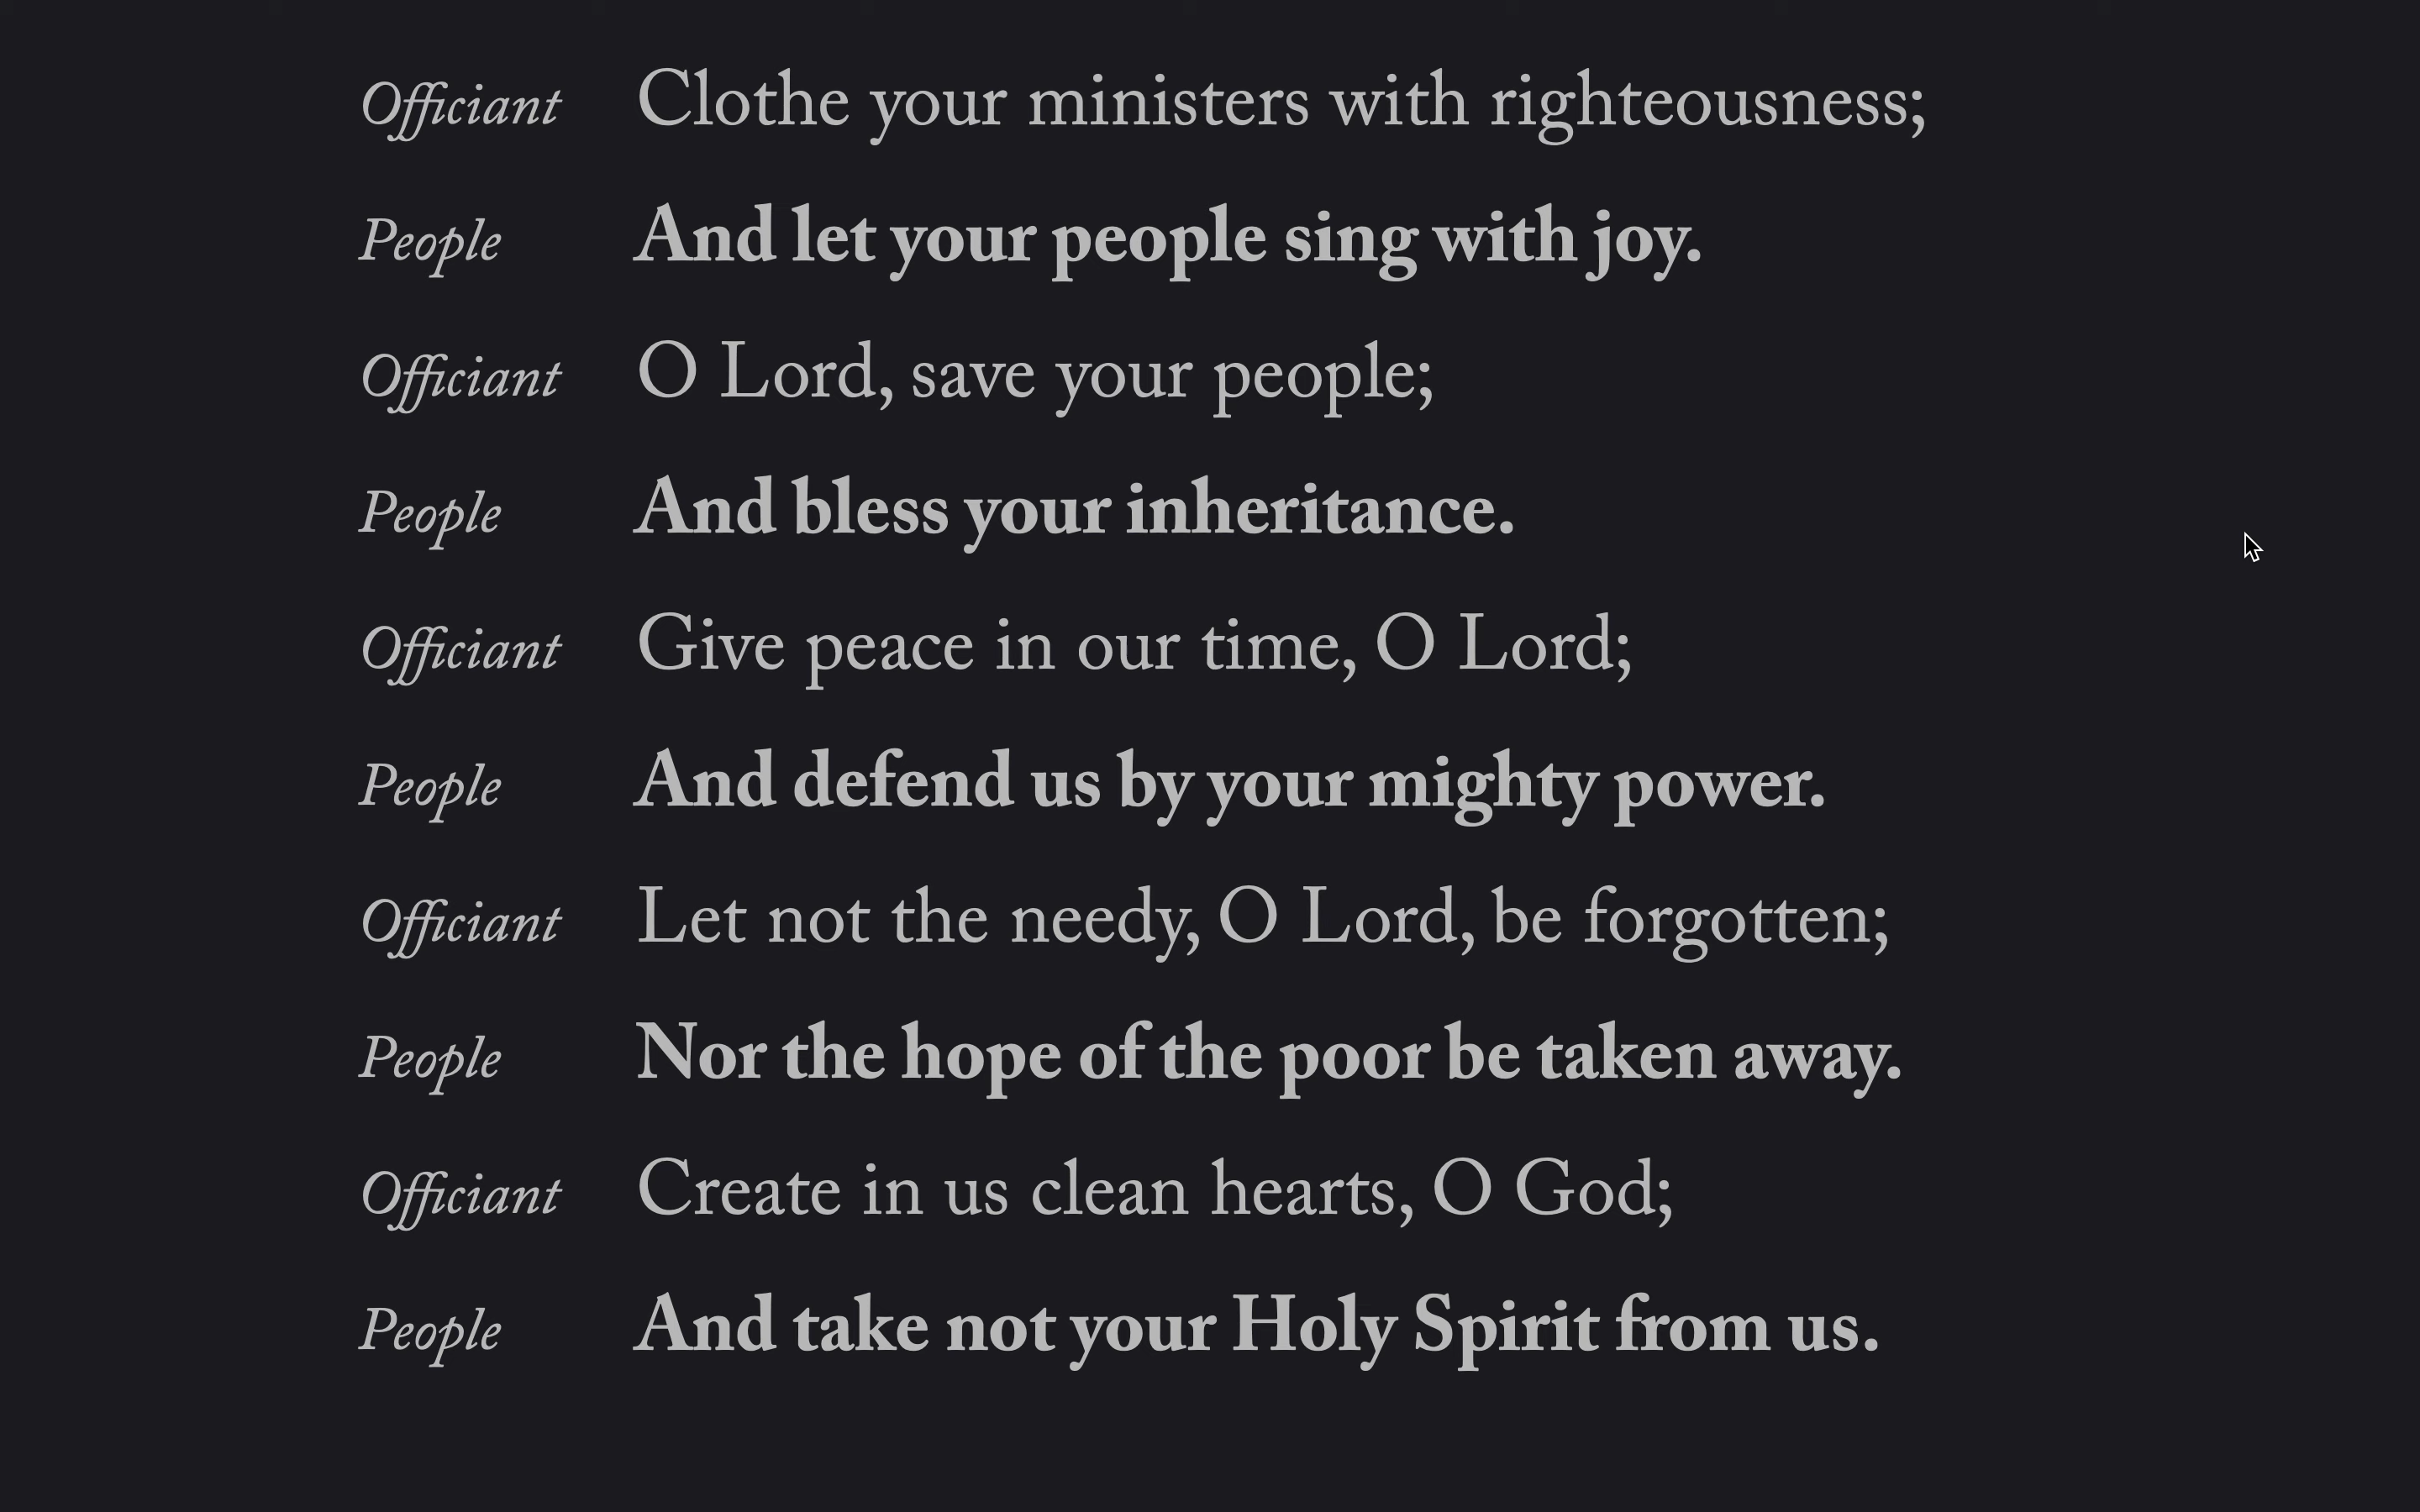 Officiant Clothe your ministers with righteousness;
People And let your people sing with joy.
Officiant O Lord, save your people;
People And bless your inheritance.
Officiant Give peace in our time, O Lord;
People And defend us by your mighty power.
Officiant Let not the needy, O Lord, be forgotten;
People Nor the hope of the poor be taken away.
Officiant Create in us clean hearts, O God;
People And take not your Holy Spirit from us.